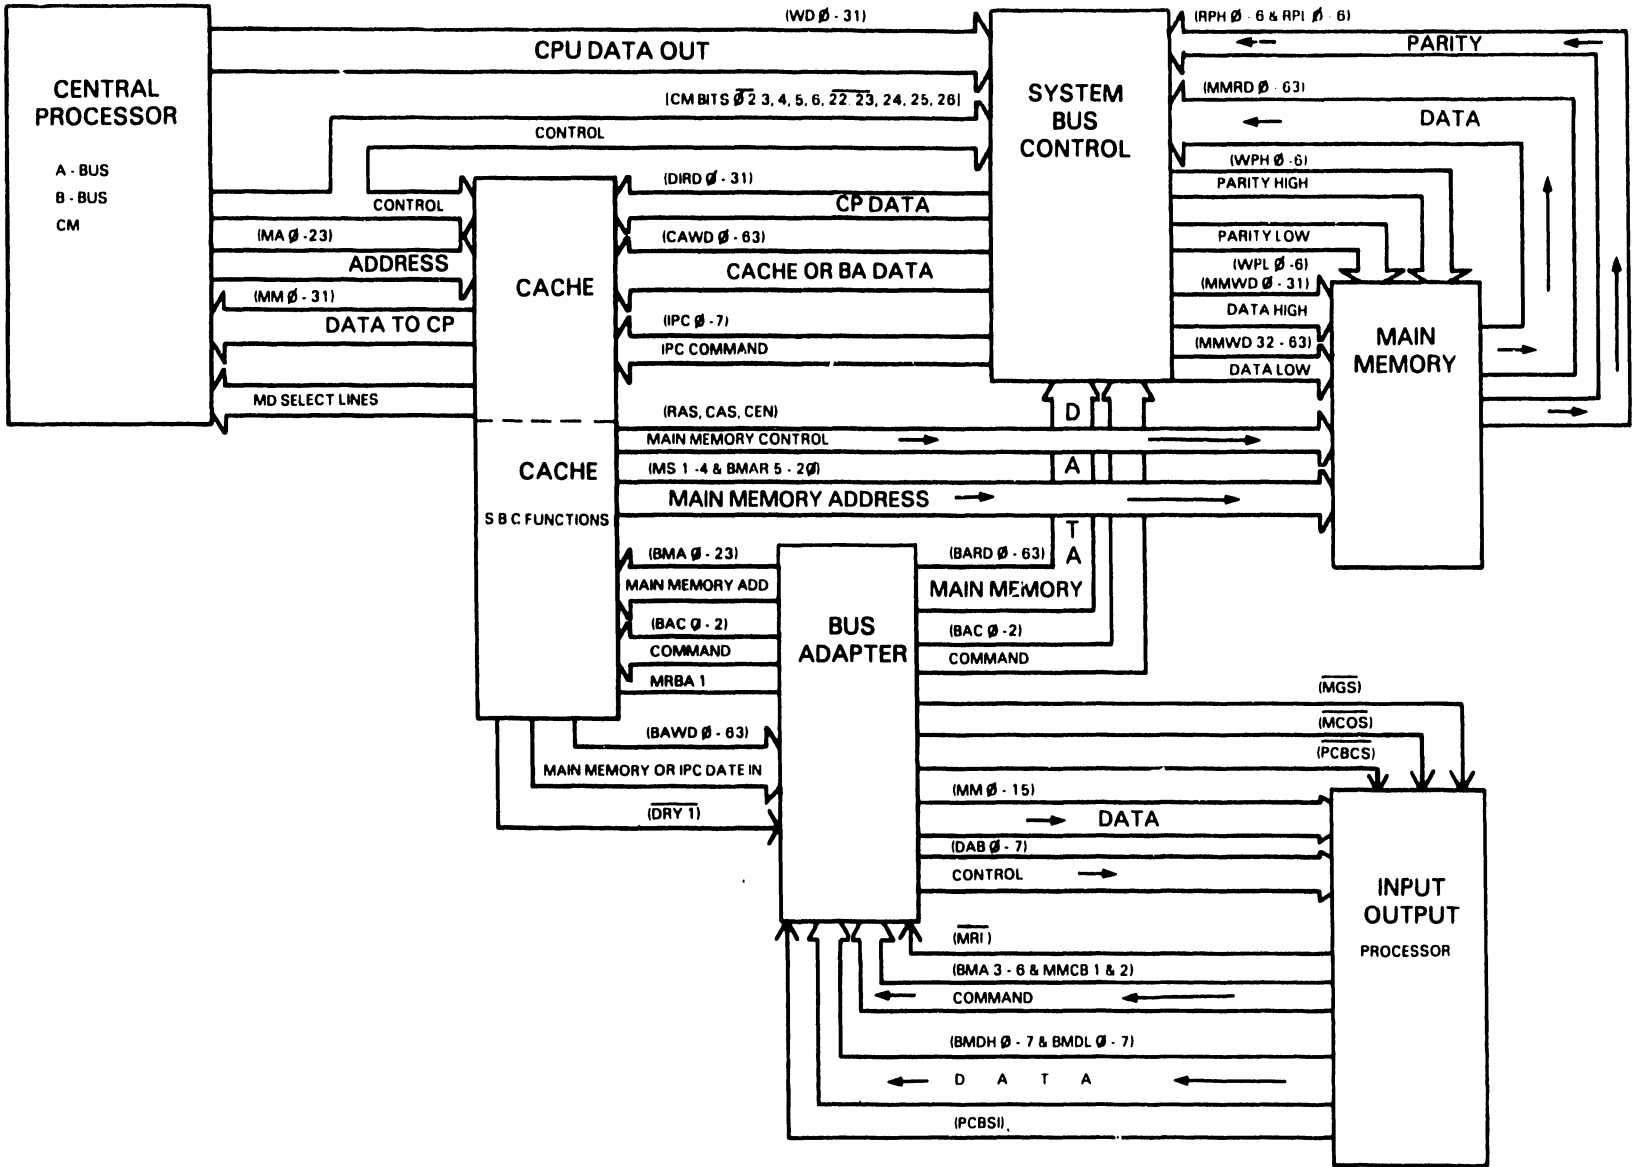 CENTRAL
PROCESSOR
A - BUS
B - BUS
CM
(WD Ø - 31)
CPU DATA OUT
[CM BITS Ø̅ 2 3, 4, 5, 6, 2̅2̅ 2̅3̅, 24, 25, 26]
CONTROL
CONTROL
(MA Ø -23)
ADDRESS
(MM Ø - 31)
DATA TO CP
MD SELECT LINES
CACHE
CACHE
S B C FUNCTIONS
SYSTEM
BUS
CONTROL
(DIRD Ø - 31)
CP DATA
(CAWD Ø - 63)
CACHE OR BA DATA
(IPC Ø - 7)
IPC COMMAND
(RPH Ø - 6 & RPL Ø - 6)
PARITY
(MMRD Ø - 63)
DATA
(WPH Ø -6)
PARITY HIGH
PARITY LOW
(WPL Ø -6)
(MMWD Ø - 31)
DATA HIGH
(MMWD 32 - 63)
DATA LOW
MAIN
MEMORY
(RAS, CAS, CEN)
MAIN MEMORY CONTROL
(MS 1 -4 & BMAR 5 - 2Ø)
MAIN MEMORY ADDRESS
D
A
T
A
(BMA Ø - 23)
MAIN MEMORY ADD
(BAC Ø - 2)
COMMAND
MRBA 1
BUS
ADAPTER
(BARD Ø - 63)
MAIN MEMORY
(BAC Ø - 2)
COMMAND
(BAWD Ø - 63)
MAIN MEMORY OR IPC DATE IN
(D̅R̅Y̅ 1̅)
(M̅G̅S̅)
(M̅C̅O̅S̅)
(P̅C̅B̅C̅S̅)
(MM Ø - 15)
DATA
(DAB Ø - 7)
CONTROL
INPUT
OUTPUT
PROCESSOR
(M̅R̅I̅)
(BMA 3 - 6 & MMCB 1 & 2)
COMMAND
(BMDH Ø - 7 & BMDL Ø - 7)
D A T A
(PCBSI)